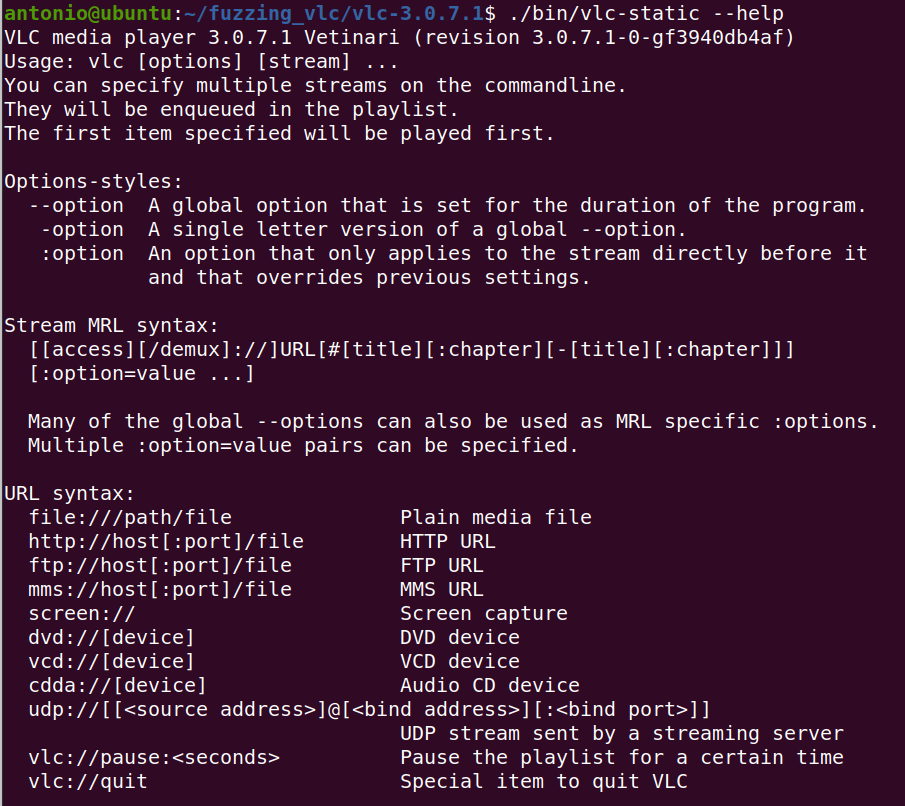 antonio@ubuntu:~/fuzzing_vlc/vlc-3.0.7.1$ ./bin/vlc-static --help
VLC media player 3.0.7.1 Vetinari (revision 3.0.7.1-0-gf3940db4af)
Usage: vlc [options] [stream] ...
You can specify multiple streams on the commandline.
They will be enqueued in the playlist.
The first item specified will be played first.

Options-styles:
  --option  A global option that is set for the duration of the program.
   -option  A single letter version of a global --option.
   :option  An option that only applies to the stream directly before it
            and that overrides previous settings.

Stream MRL syntax:
  [[access][/demux]://]URL[#[title][:chapter][-[title][:chapter]]]
  [:option=value ...]

  Many of the global --options can also be used as MRL specific :options.
  Multiple :option=value pairs can be specified.

URL syntax:
  file:///path/file              Plain media file
  http://host[:port]/file        HTTP URL
  ftp://host[:port]/file         FTP URL
  mms://host[:port]/file         MMS URL
  screen://                      Screen capture
  dvd://[device]                 DVD device
  vcd://[device]                 VCD device
  cdda://[device]                Audio CD device
  udp://[[<source address>]@[<bind address>][:<bind port>]]
                                 UDP stream sent by a streaming server
  vlc://pause:<seconds>          Pause the playlist for a certain time
  vlc://quit                     Special item to quit VLC